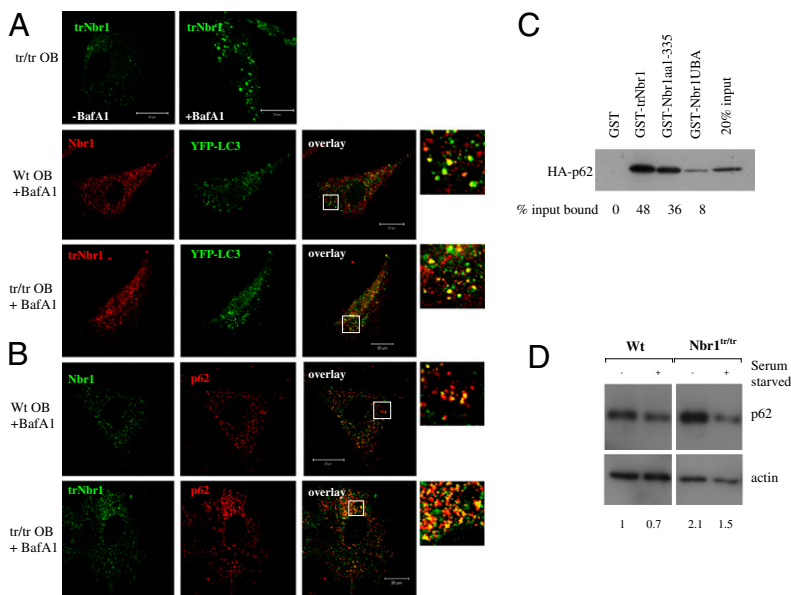 A
trNbr1
trNbr1
tr/tr OB
-BafA1
+BafA1
Nbr1
YFP-LC3
overlay
Wt OB
+BafA1
trNbr1
YFP-LC3
overlay
tr/tr OB
+ BafA1
B
Nbr1
p62
overlay
Wt OB
+BafA1
trNbr1
p62
overlay
tr/tr OB
+ BafA1
C
GST
GST-trNbr1
GST-Nbr1aa1-335
GST-Nbr1UBA
20% input
HA-p62
% input bound 0 48 36 8
D
Wt Nbr1tr/tr
- + - + Serum
starved
p62
actin
1 0.7 2.1 1.5